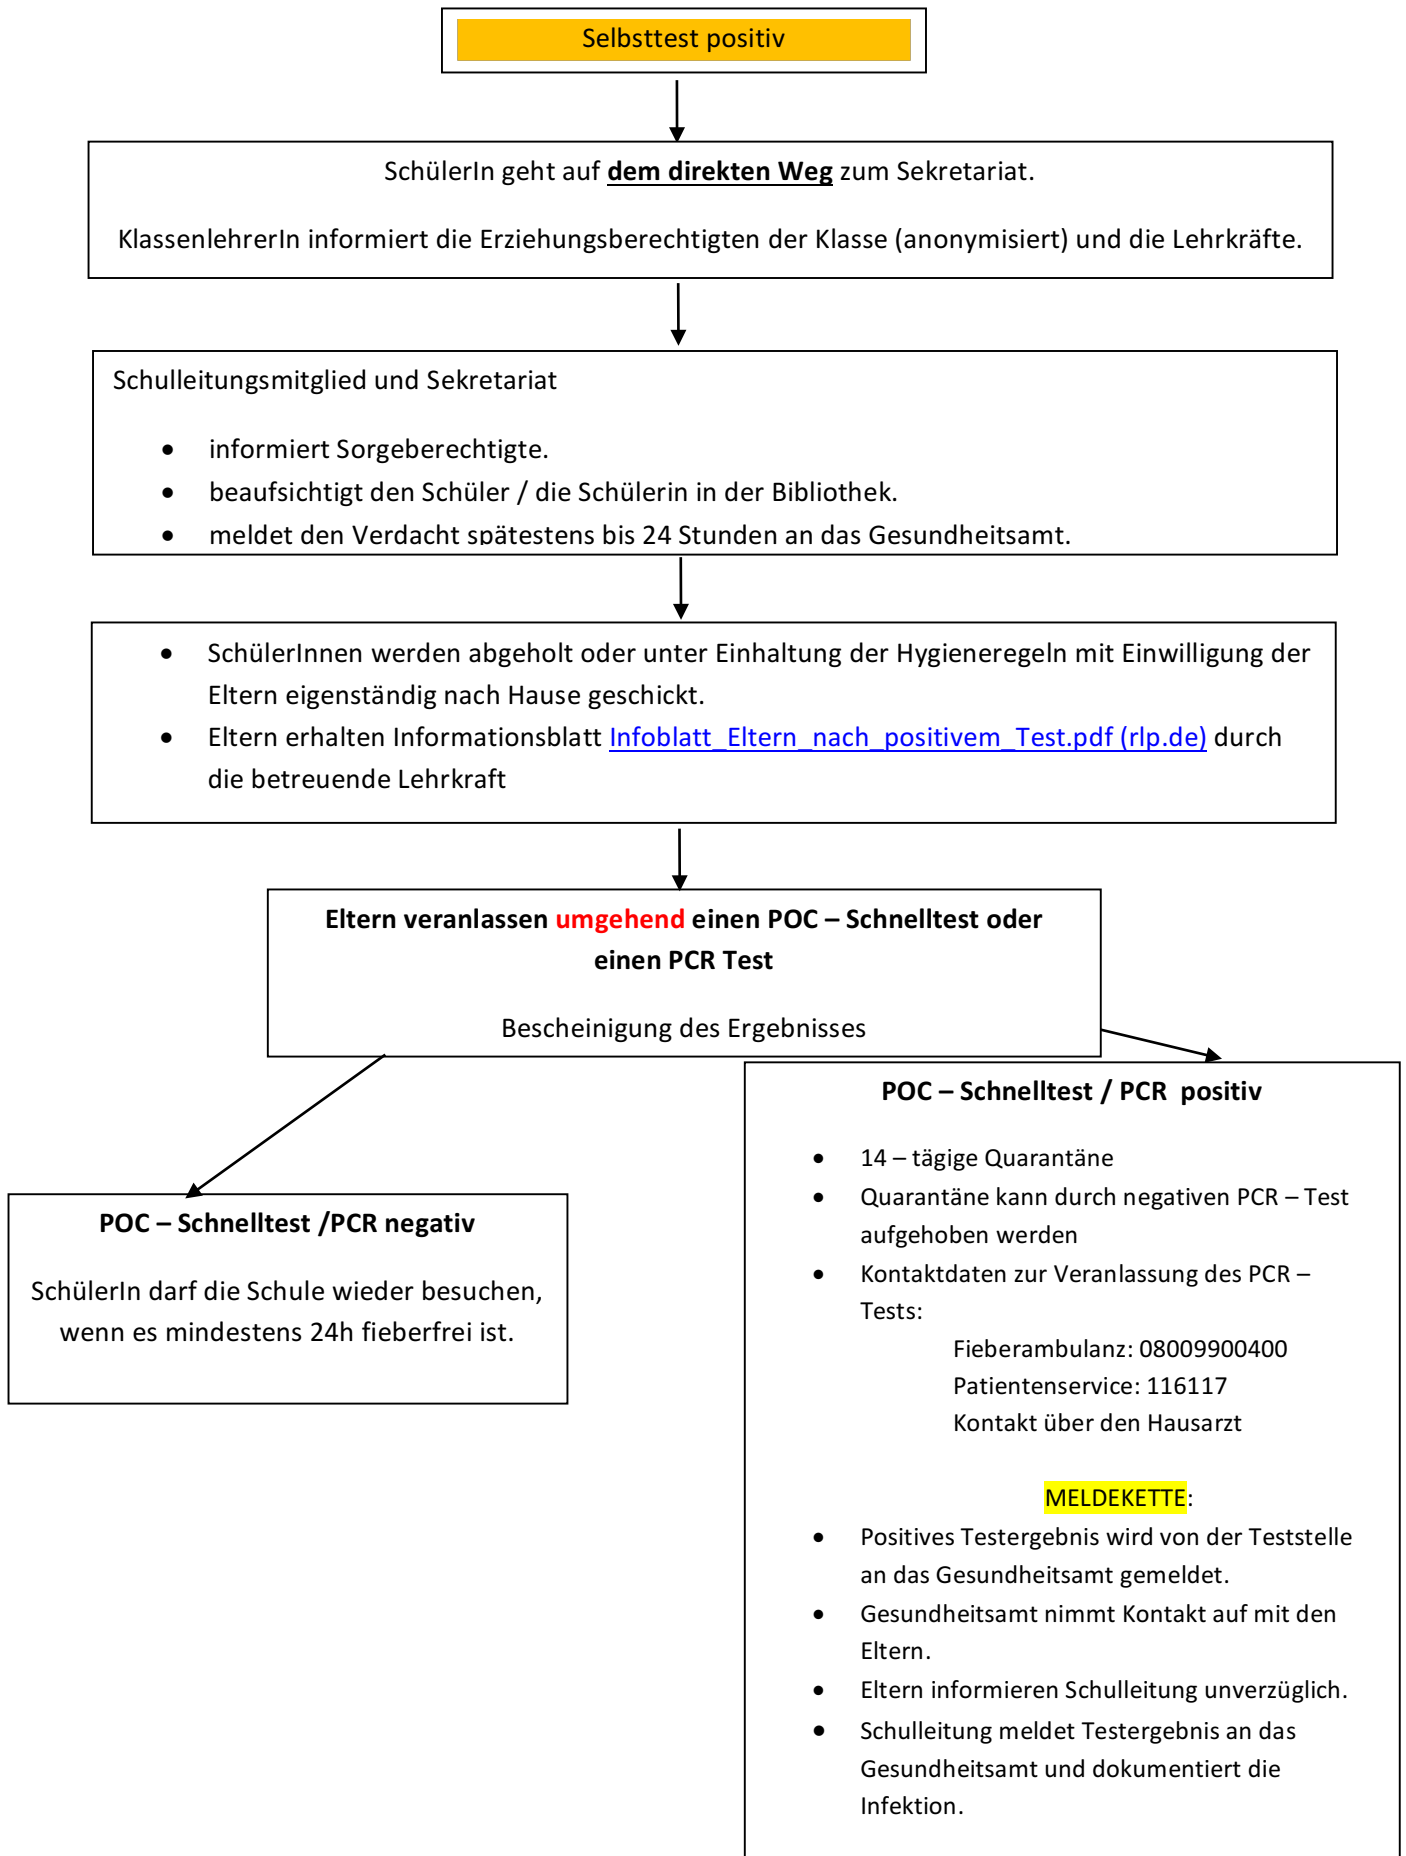 Selbsttest positiv
SchülerIn geht auf dem direkten Weg zum Sekretariat.
KlassenlehrerIn informiert die Erziehungsberechtigten der Klasse (anonymisiert) und die Lehrkräfte.
Schulleitungsmitglied und Sekretariat
• informiert Sorgeberechtigte.
• beaufsichtigt den Schüler / die Schülerin in der Bibliothek.
• meldet den Verdacht spätestens bis 24 Stunden an das Gesundheitsamt.
• SchülerInnen werden abgeholt oder unter Einhaltung der Hygieneregeln mit Einwilligung der
Eltern eigenständig nach Hause geschickt.
• Eltern erhalten Informationsblatt Infoblatt_Eltern_nach_positivem_Test.pdf (rlp.de) durch
die betreuende Lehrkraft
Eltern veranlassen umgehend einen POC – Schnelltest oder
einen PCR Test
Bescheinigung des Ergebnisses
POC – Schnelltest /PCR negativ
SchülerIn darf die Schule wieder besuchen,
wenn es mindestens 24h fieberfrei ist.
POC – Schnelltest / PCR  positiv
• 14 – tägige Quarantäne
• Quarantäne kann durch negativen PCR – Test
aufgehoben werden
• Kontaktdaten zur Veranlassung des PCR –
Tests:
Fieberambulanz: 08009900400
Patientenservice: 116117
Kontakt über den Hausarzt
MELDEKETTE:
• Positives Testergebnis wird von der Teststelle
an das Gesundheitsamt gemeldet.
• Gesundheitsamt nimmt Kontakt auf mit den
Eltern.
• Eltern informieren Schulleitung unverzüglich.
• Schulleitung meldet Testergebnis an das
Gesundheitsamt und dokumentiert die
Infektion.